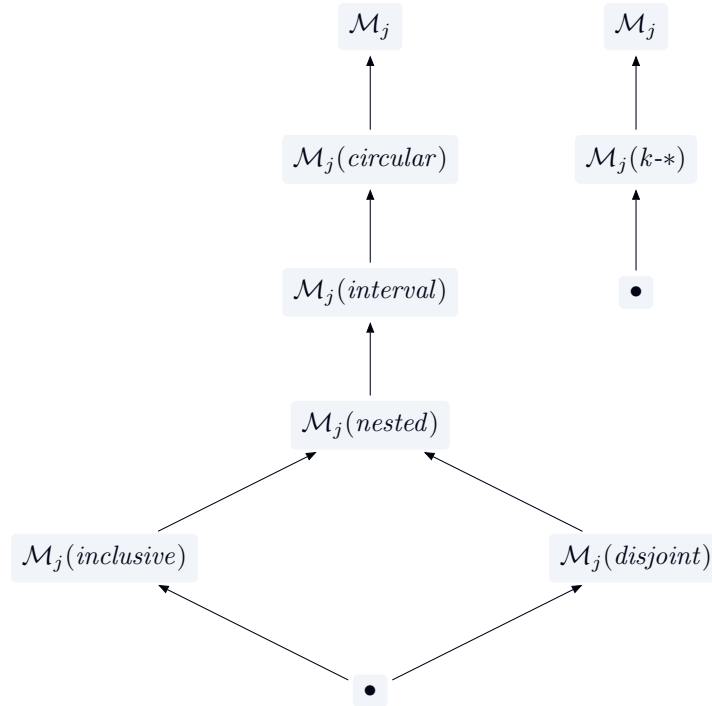 ℳ_j ℳ_j
ℳ_j(circular) ℳ_j(k-*)
ℳ_j(interval) •
ℳ_j(nested)
ℳ_j(inclusive) ℳ_j(disjoint)
•